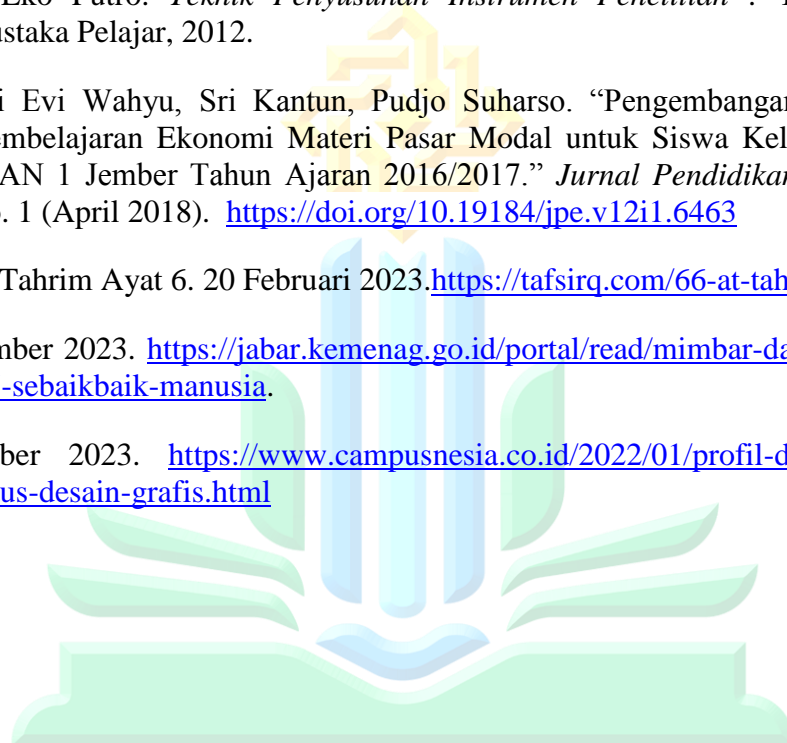 Eko Putro. Teknik Penyusunan Instrumen Penelitian . 
ustaka Pelajar, 2012.
i Evi Wahyu, Sri Kantun, Pudjo Suharso. “Pengembangan
embelajaran Ekonomi Materi Pasar Modal untuk Siswa Kel
AN 1 Jember Tahun Ajaran 2016/2017.” Jurnal Pendidikan
. 1 (April 2018). https://doi.org/10.19184/jpe.v12i1.6463
Tahrim Ayat 6. 20 Februari 2023.https://tafsirq.com/66-at-tah
mber 2023. https://jabar.kemenag.go.id/portal/read/mimbar-da
-sebaikbaik-manusia.
ber 2023. https://www.campusnesia.co.id/2022/01/profil-d
us-desain-grafis.html